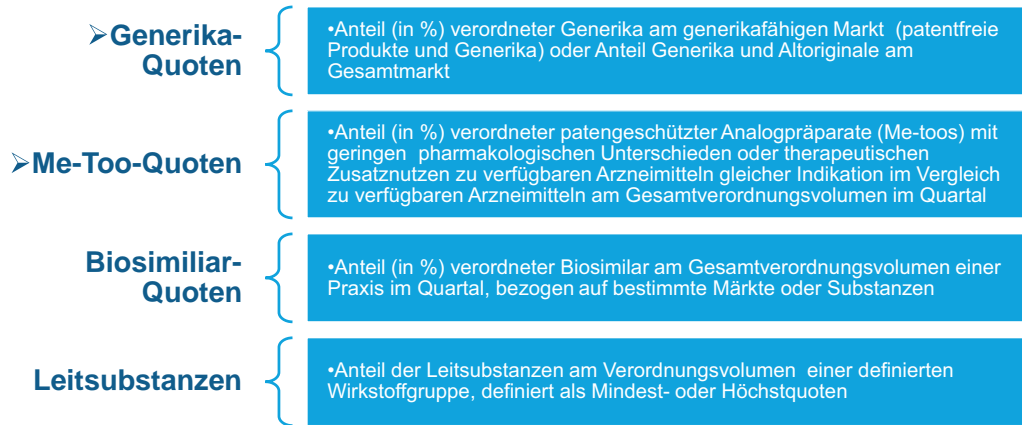 ➢Generika-
Quoten
•Anteil (in %) verordneter Generika am generikafähigen Markt (patentfreie
Produkte und Generika) oder Anteil Generika und Altoriginale am
Gesamtmarkt
➢Me-Too-Quoten
•Anteil (in %) verordneter patengeschützter Analogpräparate (Me-toos) mit
geringen pharmakologischen Unterschieden oder therapeutischen
Zusatznutzen zu verfügbaren Arzneimitteln gleicher Indikation im Vergleich
zu verfügbaren Arzneimitteln am Gesamtverordnungsvolumen im Quartal
Biosimiliar-
Quoten
•Anteil (in %) verordneter Biosimilar am Gesamtverordnungsvolumen einer
Praxis im Quartal, bezogen auf bestimmte Märkte oder Substanzen
Leitsubstanzen
•Anteil der Leitsubstanzen am Verordnungsvolumen einer definierten
Wirkstoffgruppe, definiert als Mindest- oder Höchstquoten